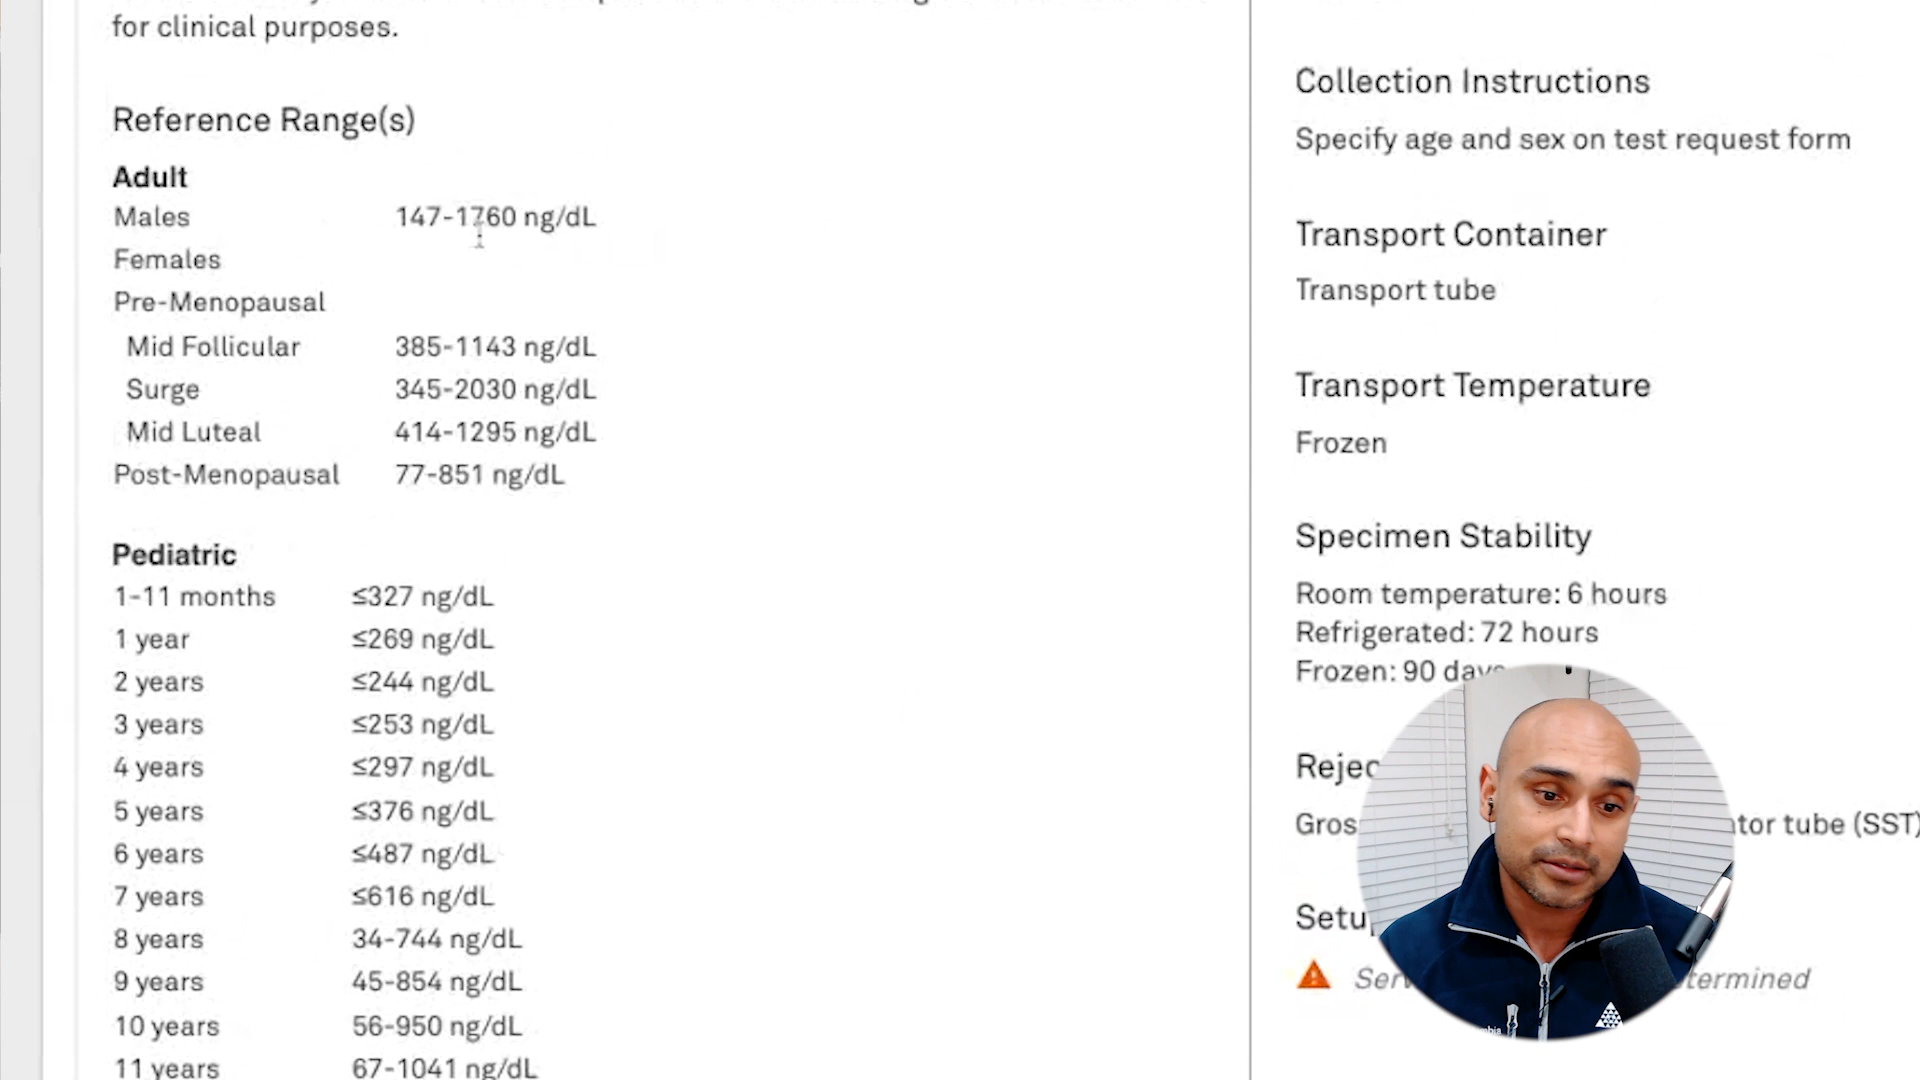 for clinical purposes.
Reference Range(s)
Adult
Males 147-1760 ng/dL
Females
Pre-Menopausal
Mid Follicular 385-1143 ng/dL
Surge 345-2030 ng/dL
Mid Luteal 414-1295 ng/dL
Post-Menopausal 77-851 ng/dL
Pediatric
1-11 months ≤327 ng/dL
1 year ≤269 ng/dL
2 years ≤244 ng/dL
3 years ≤253 ng/dL
4 years ≤297 ng/dL
5 years ≤376 ng/dL
6 years ≤487 ng/dL
7 years ≤616 ng/dL
8 years 34-744 ng/dL
9 years 45-854 ng/dL
10 years 56-950 ng/dL
11 years 67-1041 ng/dL
Collection Instructions
Specify age and sex on test request form
Transport Container
Transport tube
Transport Temperature
Frozen
Specimen Stability
Room temperature: 6 hours
Refrigerated: 72 hours
Frozen: 90 days
tube (SST)